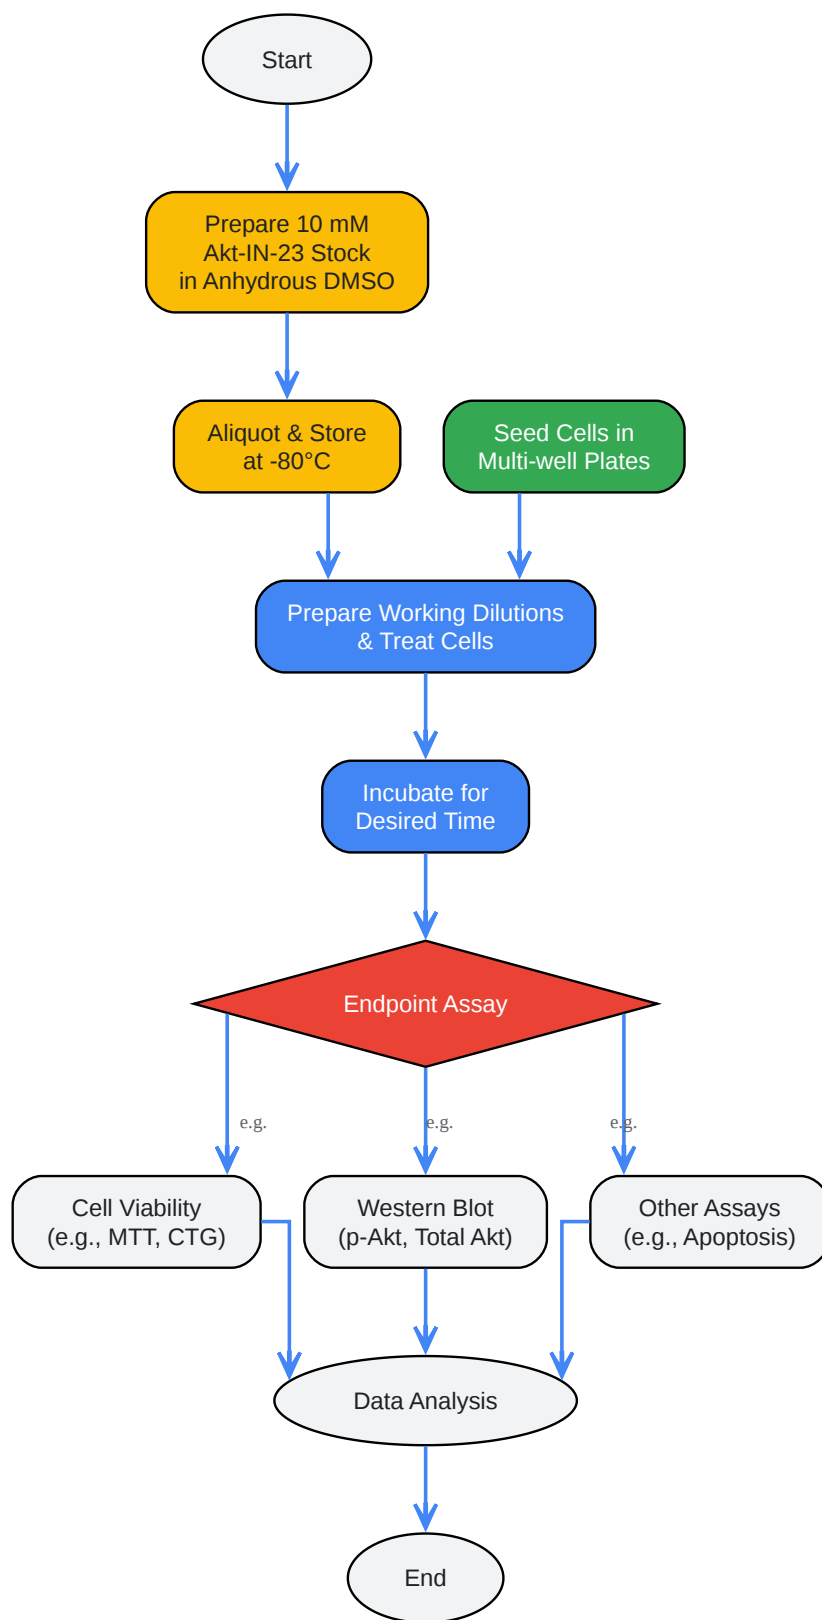 Start
Prepare 10 mM
Akt-IN-23 Stock
in Anhydrous DMSO
Aliquot & Store
at -80°C
Seed Cells in
Multi-well Plates
Prepare Working Dilutions
& Treat Cells
Incubate for
Desired Time
Endpoint Assay
e.g.
e.g.
e.g.
Cell Viability
(e.g., MTT, CTG)
Western Blot
(p-Akt, Total Akt)
Other Assays
(e.g., Apoptosis)
Data Analysis
End